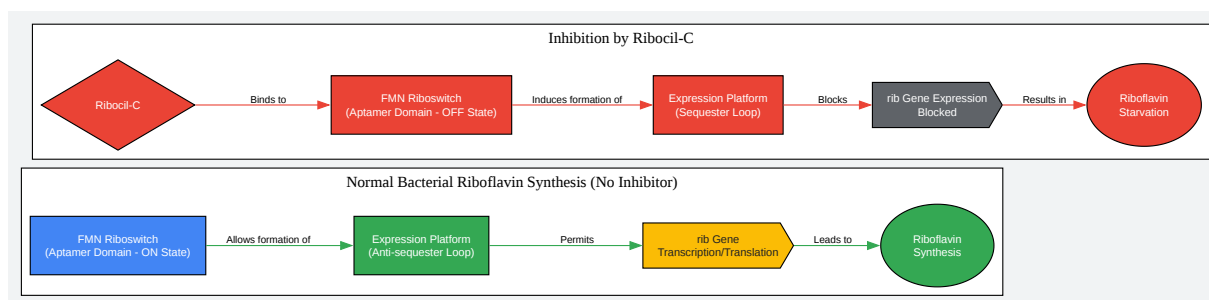 Inhibition by Ribocil-C
Ribocil-C
Binds to
FMN Riboswitch
(Aptamer Domain - OFF State)
Induces formation of
Expression Platform
(Sequester Loop)
Blocks
rib Gene Expression
Blocked
Results in
Riboflavin
Starvation
Normal Bacterial Riboflavin Synthesis (No Inhibitor)
FMN Riboswitch
(Aptamer Domain - ON State)
Allows formation of
Expression Platform
(Anti-sequester Loop)
Permits
rib Gene
Transcription/Translation
Leads to
Riboflavin
Synthesis